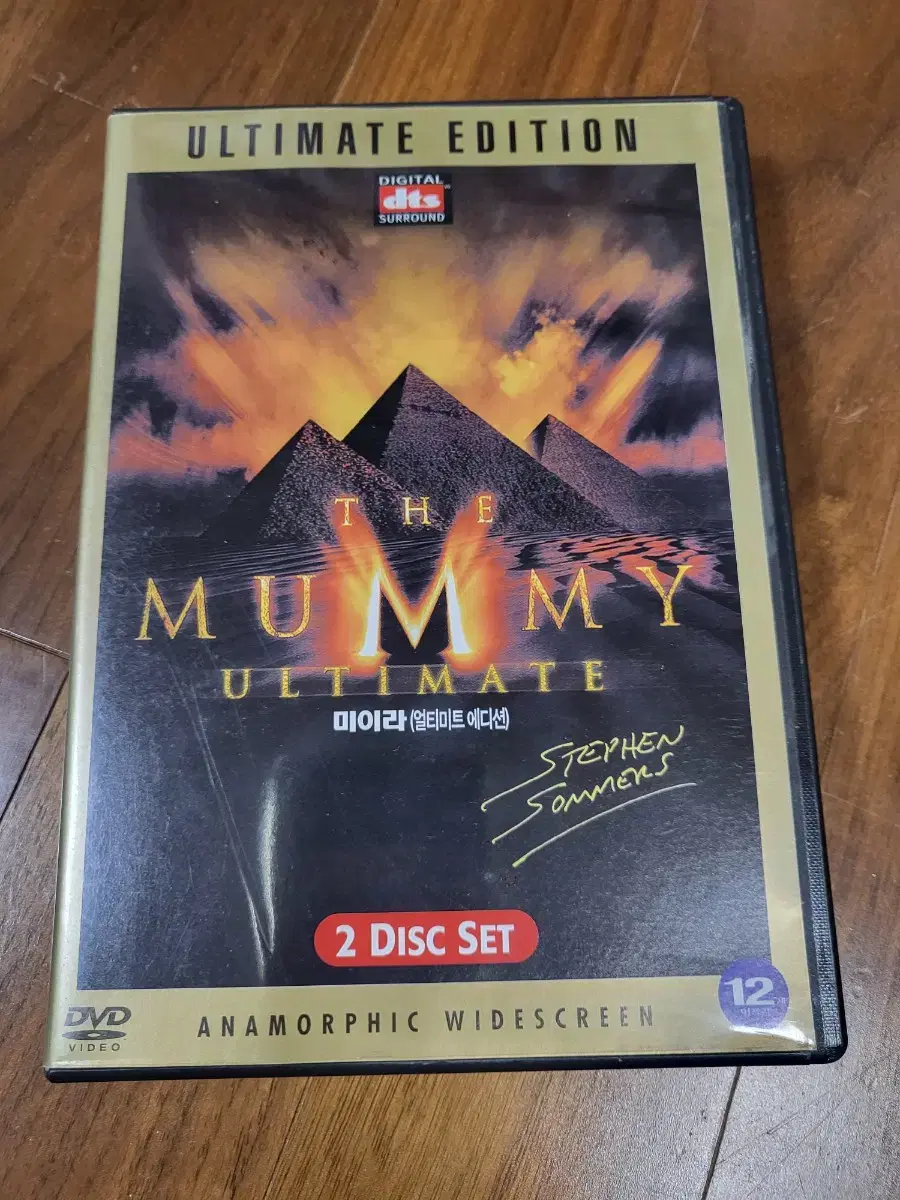 ULTIMATE EDITION
DIGITAL
dts
SURROUND
THE
MUMMY
ULTIMATE
미이라 (얼티미트 에디션)
STEPHEN
SOMMERS
2 DISC SET
12
DVD
VIDEO
ANAMORPHIC WIDESCREEN